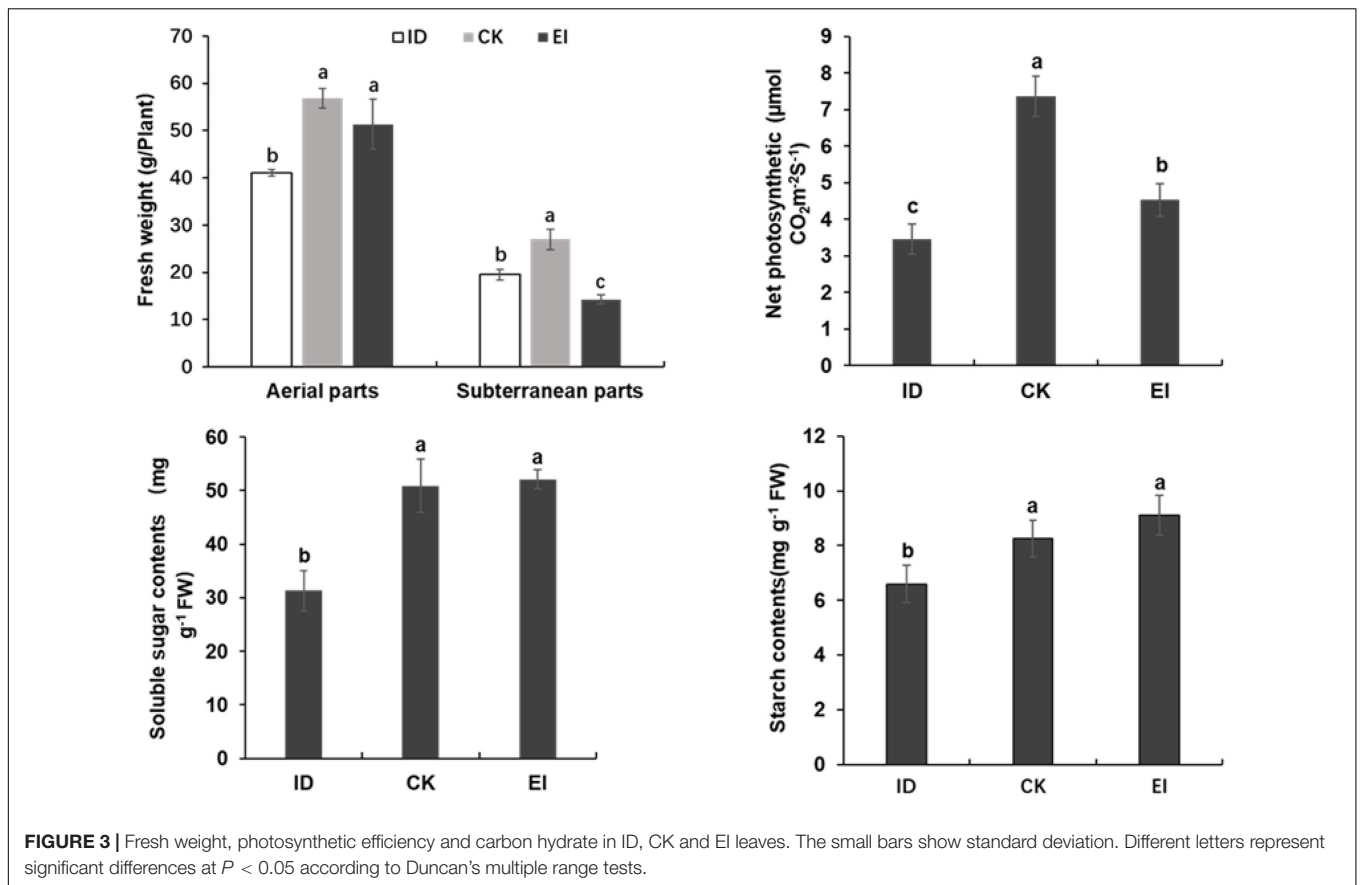 70
60
50
40
30
20
10
0
Fresh weight (g/Plant)
ID CK EI
b a a
b a c
Aerial parts Subterranean parts
9
8
7
6
5
4
3
2
1
0
Net photosynthetic (μmol
CO₂m⁻²S⁻¹)
c a b
ID CK EI
60
50
40
30
20
10
0
Soluble sugar contents (mg
g⁻¹ FW)
b a a
ID CK EI
12
10
8
6
4
2
0
Starch contents(mg g⁻¹ FW)
b a a
ID CK EI
FIGURE 3 | Fresh weight, photosynthetic efficiency and carbon hydrate in ID, CK and EI leaves. The small bars show standard deviation. Different letters represent
significant differences at P < 0.05 according to Duncan's multiple range tests.